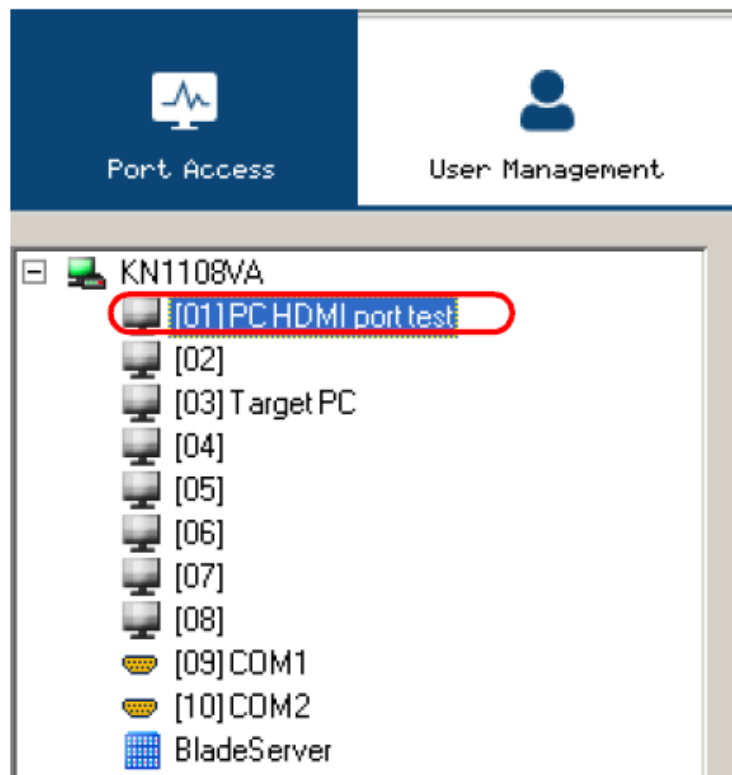 Port Access
User Management
KN1108VA
[01]PC HDMI port test
[02]
[03]Target PC
[04]
[05]
[06]
[07]
[08]
[09]COM1
[10]COM2
BladeServer